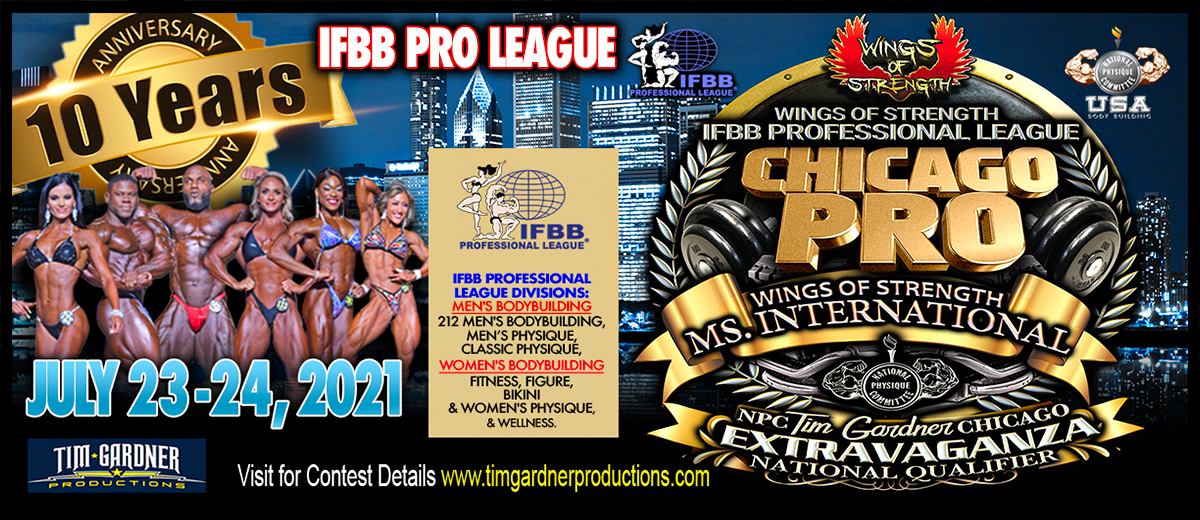 ANNIVERSARY
10 Years
ANNIVERSARY
IFBB PRO LEAGUE
IFBB
PROFESSIONAL LEAGUE
WINGS
OF
STRENGTH
NATIONAL
PHYSIQUE
COMMITTEE
USA
BODY BUILDING
WINGS OF STRENGTH
IFBB PROFESSIONAL LEAGUE
CHICAGO
PRO
WINGS OF STRENGTH
MS. INTERNATIONAL
NATIONAL
PHYSIQUE
COMMITTEE
NPC Tim Gardner CHICAGO
EXTRAVAGANZA
NATIONAL QUALIFIER
IFBB
PROFESSIONAL LEAGUE®
IFBB PROFESSIONAL
LEAGUE DIVISIONS:
MEN'S BODYBUILDING
212 MEN'S BODYBUILDING,
MEN'S PHYSIQUE,
CLASSIC PHYSIQUE,
WOMEN'S BODYBUILDING
FITNESS, FIGURE,
BIKINI
& WOMEN'S PHYSIQUE,
& WELLNESS.
JULY 23-24, 2021
TIM★GARDNER
PRODUCTIONS
Visit for Contest Details www.timgardnerproductions.com